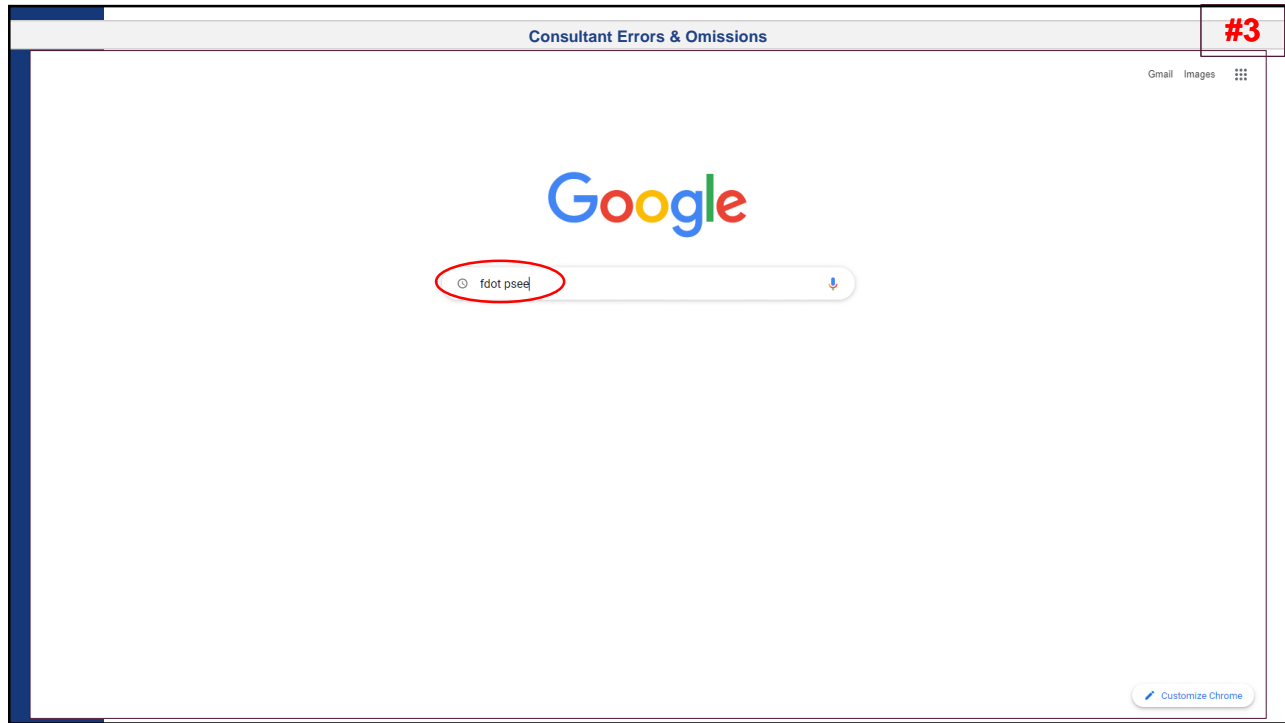 Consultant Errors & Omissions
#3
Gmail Images
Google
fdot psee
Customize Chrome